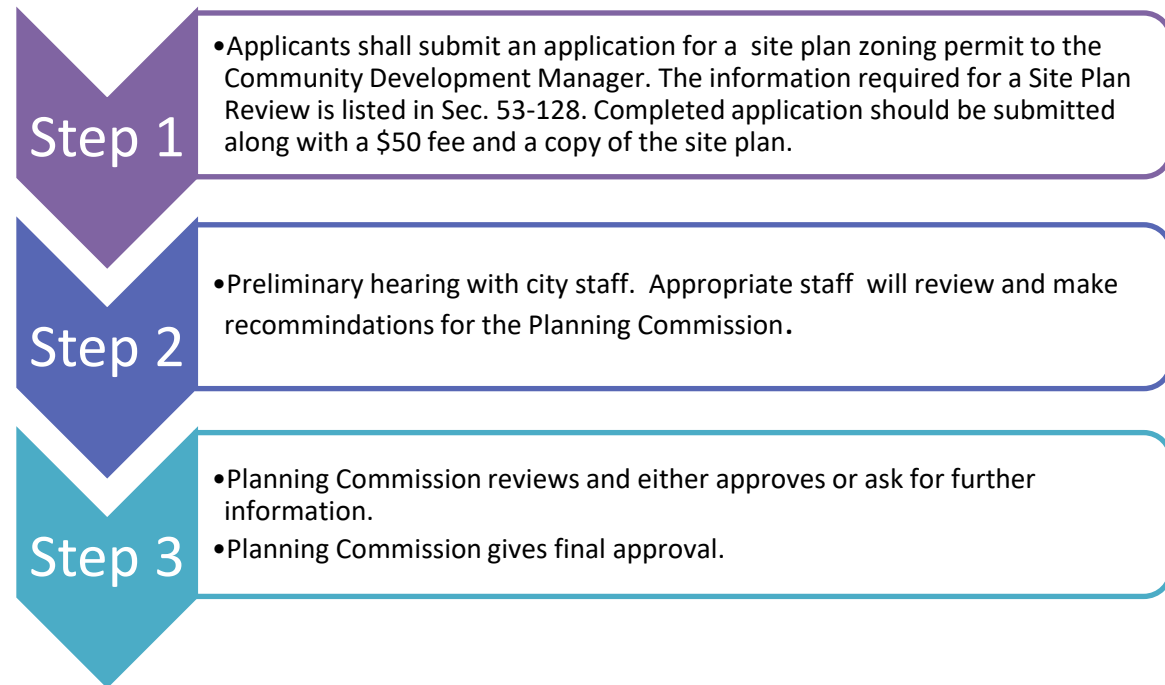 Step 1
•Applicants shall submit an application for a  site plan zoning permit to the
Community Development Manager. The information required for a Site Plan
Review is listed in Sec. 53-128. Completed application should be submitted
along with a $50 fee and a copy of the site plan.
Step 2
•Preliminary hearing with city staff.  Appropriate staff  will review and make
recommindations for the Planning Commission.
Step 3
•Planning Commission reviews and either approves or ask for further
information.
•Planning Commission gives final approval.